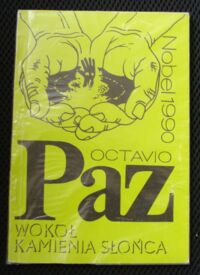 Nobel 1990
OCTAVIO
Paz
WOKÓŁ
KAMIENIA SŁOŃCA